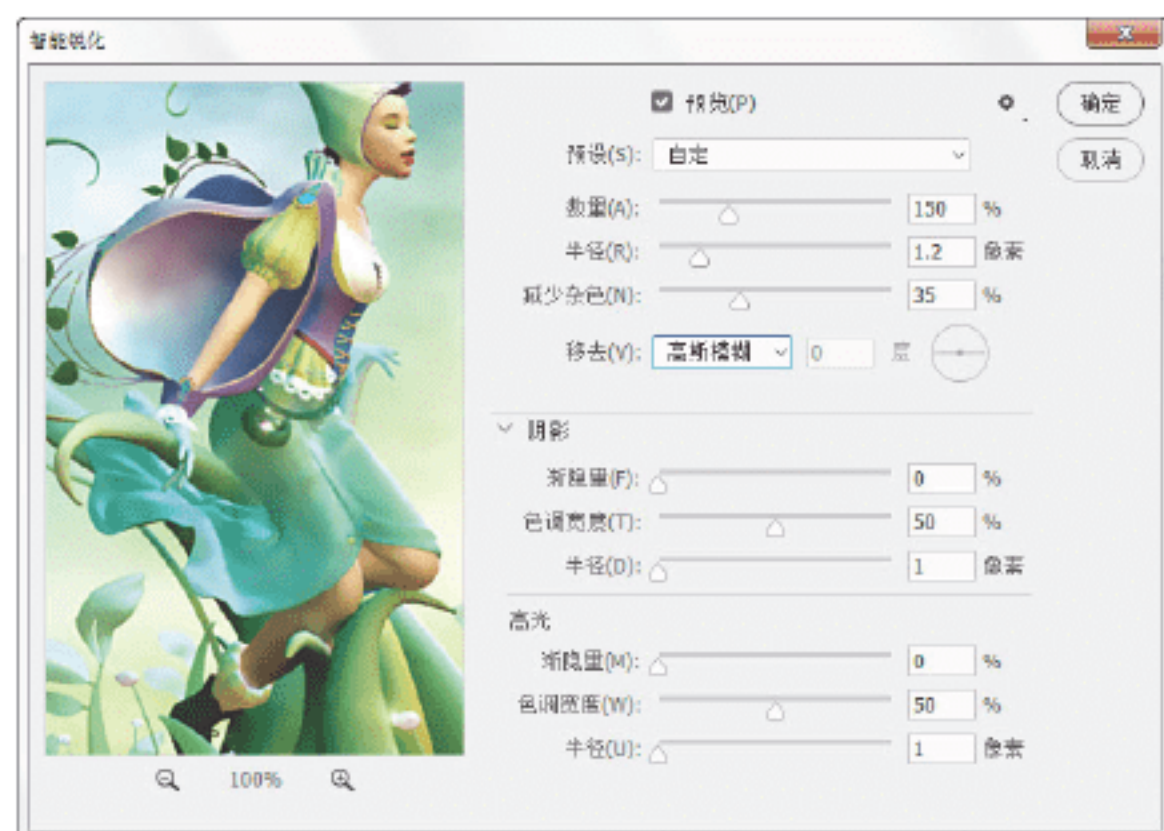 智能锐化
预览(P)
确定
预设(S): 自定
取消
数量(A): 150 %
半径(R): 1.2 像素
减少杂色(N): 35 %
移去(V): 高斯模糊 0 度
阴影
渐隐量(F): 0 %
色调宽度(T): 50 %
半径(D): 1 像素
高光
渐隐量(M): 0 %
色调宽度(W): 50 %
半径(U): 1 像素
100%